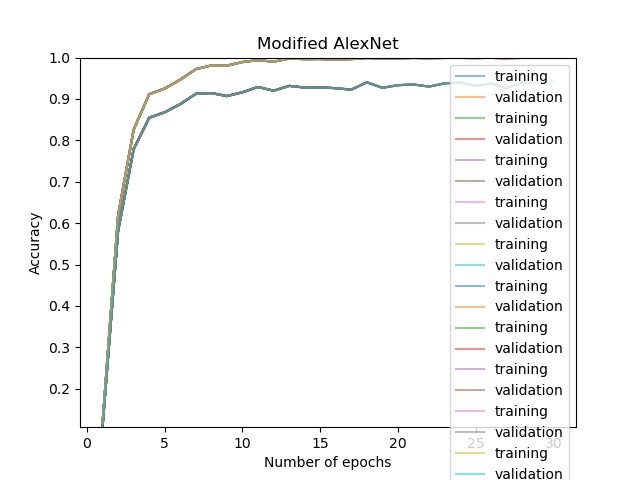 Modified AlexNet
Accuracy
1.0
0.9
0.8
0.7
0.6
0.5
0.4
0.3
0.2
0 5 10 15 20 25 30
Number of epochs
training
validation
training
validation
training
validation
training
validation
training
validation
training
validation
training
validation
training
validation
training
validation
training
validation